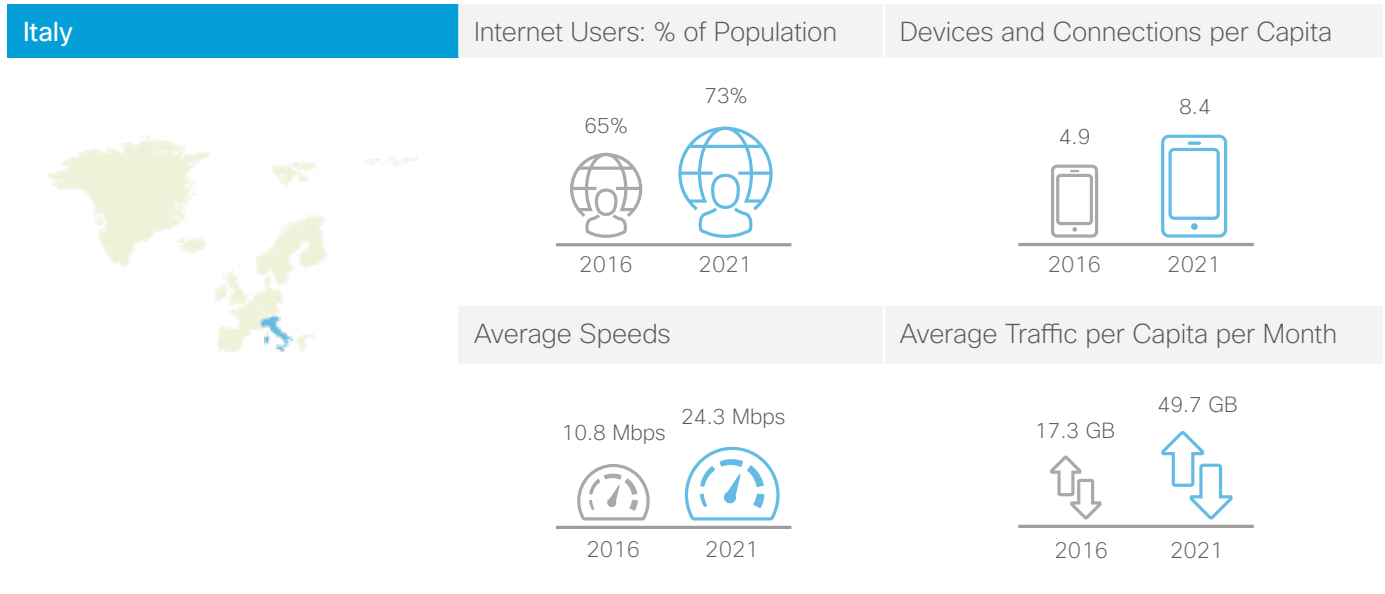 Italy
Internet Users: % of Population
65%
73%
2016
2021
Devices and Connections per Capita
4.9
8.4
2016
2021
Average Speeds
10.8 Mbps
24.3 Mbps
2016
2021
Average Traffic per Capita per Month
17.3 GB
49.7 GB
2016
2021